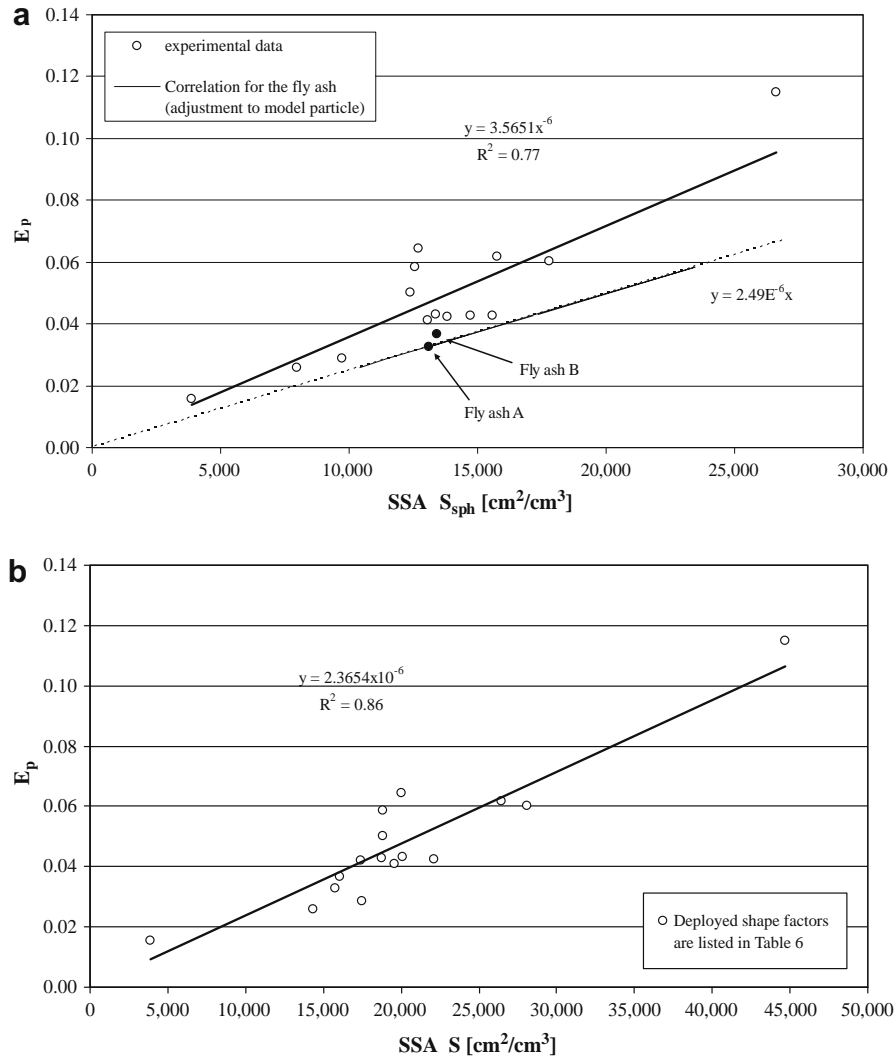 a
0.14
0.12
0.10
0.08
0.06
0.04
0.02
0.00
E_p
experimental data
Correlation for the fly ash
(adjustment to model particle)
y = 3.5651x^-6
R² = 0.77
y = 2.49E^-6x
Fly ash B
Fly ash A
0 5,000 10,000 15,000 20,000 25,000 30,000
SSA S_sph [cm²/cm³]
b
0.14
0.12
0.10
0.08
0.06
0.04
0.02
0.00
E_p
y = 2.3654x10^-6
R² = 0.86
Deployed shape factors
are listed in Table 6
0 5,000 10,000 15,000 20,000 25,000 30,000 35,000 40,000 45,000 50,000
SSA S [cm²/cm³]